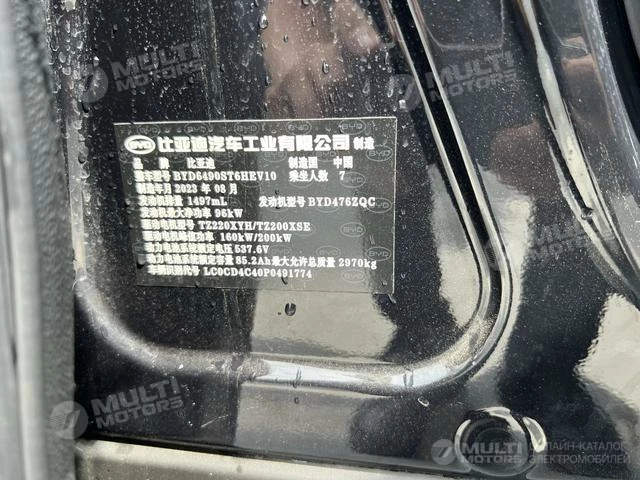 BYD 比亚迪汽车工业有限公司 制造
品 牌 比亚迪 制造国 中国
车型号 BYD6490ST6HEV10 乘坐人数 7
制造年月 2023 年 08 月
发动机排量 1497mL 发动机型号 BYD476ZQC
发动机最大净功率 96kW
驱动电机型号 TZ220XYH/TZ200XSE
驱动电机峰值功率 160kW/200kW
动力电池系统额定电压 537.6V
动力电池系统额定容量 85.2Ah 最大允许总质量 2970kg
车辆识别代号 LC0CD4C40P0491774
MULTI MOTORS
MULTI MOTORS
MULTI MOTORS
MULTI MOTORS
ОНЛАЙН-КАТАЛОГ
ЭЛЕКТРОМОБИЛЕЙ